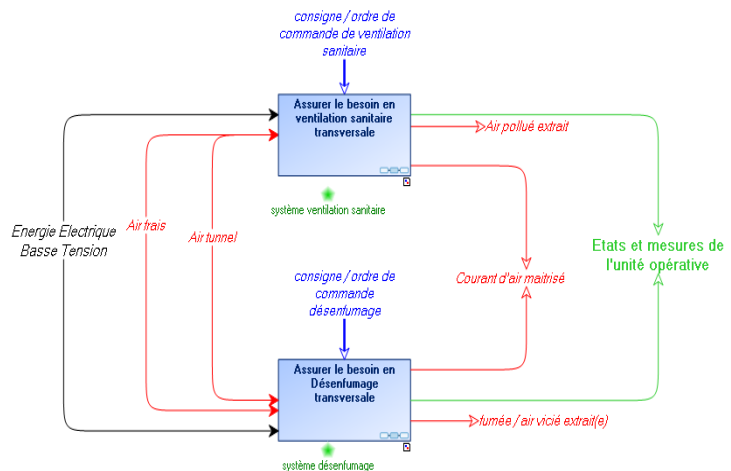 consigne / ordre de
commande de ventilation
sanitaire
Assurer le besoin en
ventilation sanitaire
transversale
Air pollué extrait
système ventilation sanitaire
Air frais
Air tunnel
Energie Electrique
Basse Tension
Etats et mesures de
l'unité opérative
Courant d'air maitrisé
consigne / ordre de
commande
désenfumage
Assurer le besoin en
Désenfumage
transversale
fumée / air vicié extrait(e)
système désenfumage